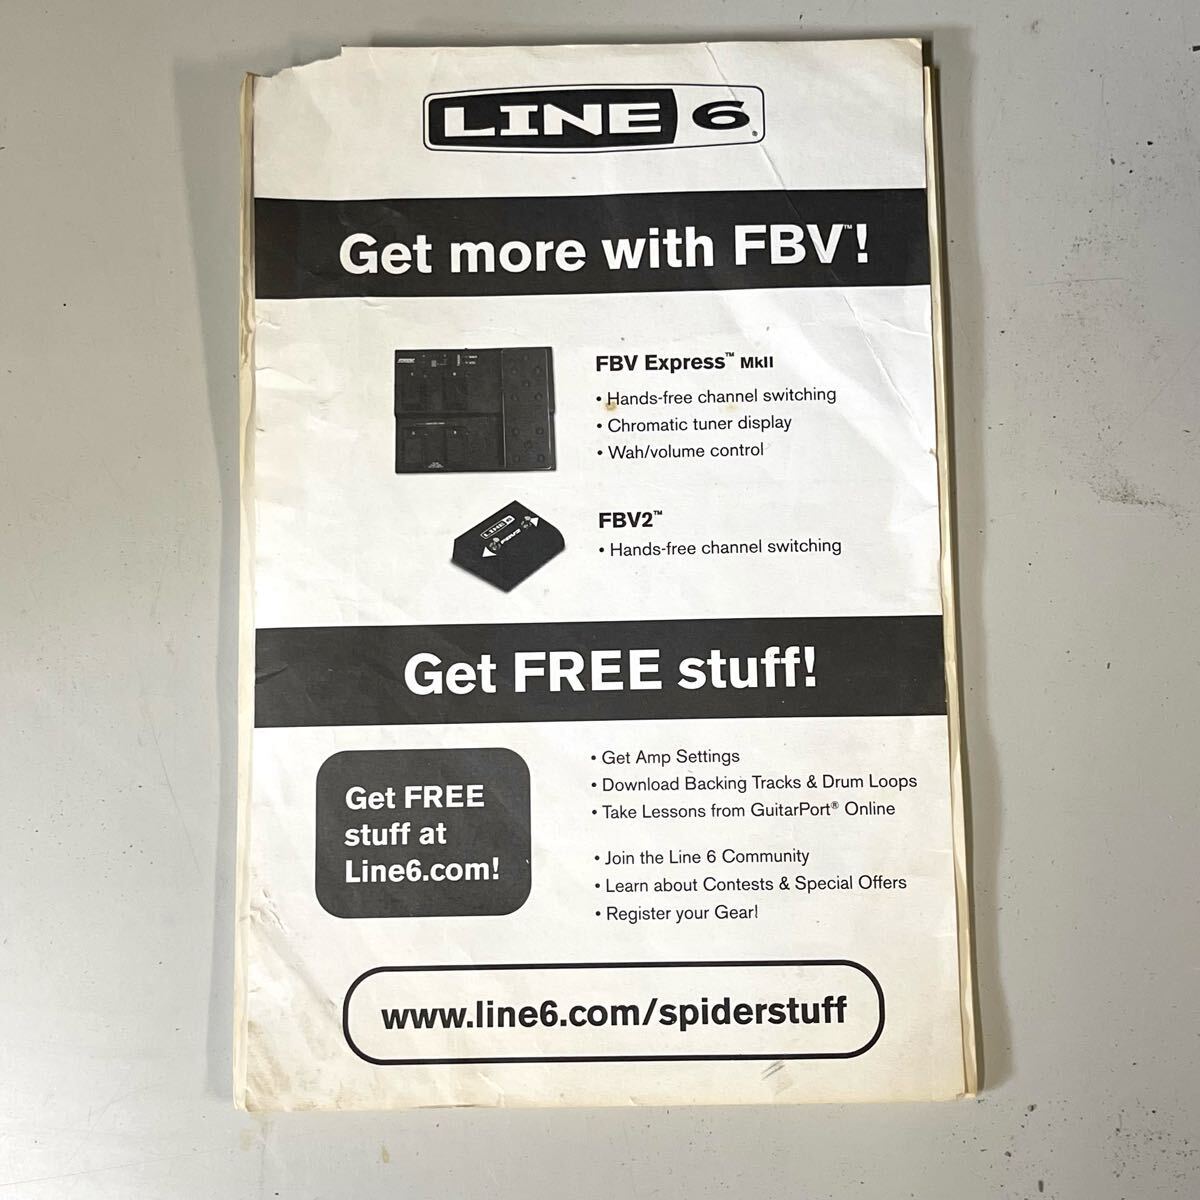 LINE 6®
Get more with FBV™!
FBV Express™ MkII
• Hands-free channel switching
• Chromatic tuner display
• Wah/volume control
LINE 6
FBV2
FBV2™
• Hands-free channel switching
Get FREE stuff!
Get FREE
stuff at
Line6.com!
• Get Amp Settings
• Download Backing Tracks & Drum Loops
• Take Lessons from GuitarPort® Online
• Join the Line 6 Community
• Learn about Contests & Special Offers
• Register your Gear!
www.line6.com/spiderstuff